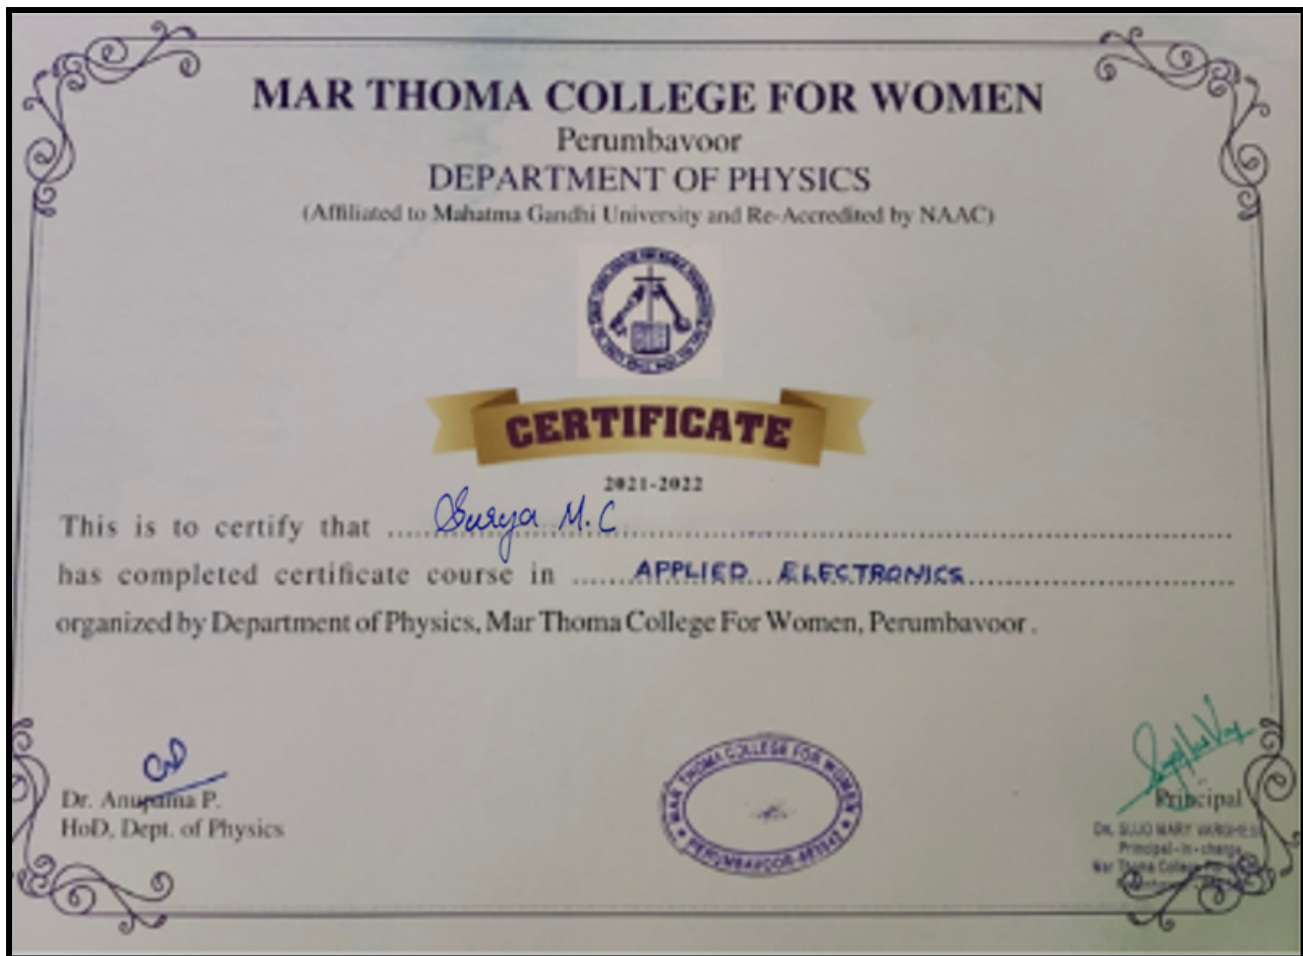 MAR THOMA COLLEGE FOR WOMEN
Perumbavoor
DEPARTMENT OF PHYSICS
(Affiliated to Mahatma Gandhi University and Re-Accredited by NAAC)
CERTIFICATE
2021-2022
This is to certify that ..... Surya M.C .....
has completed certificate course in ...... APPLIED ELECTRONICS .....
organized by Department of Physics, Mar Thoma College For Women, Perumbavoor .
Dr. Anupama P.
HoD, Dept. of Physics
MAR THOMA COLLEGE FOR WOMEN
PERUMBAVOOR
Principal
DR. SUJO MARY VARGHESE
Principal-in-charge
Mar Thoma College